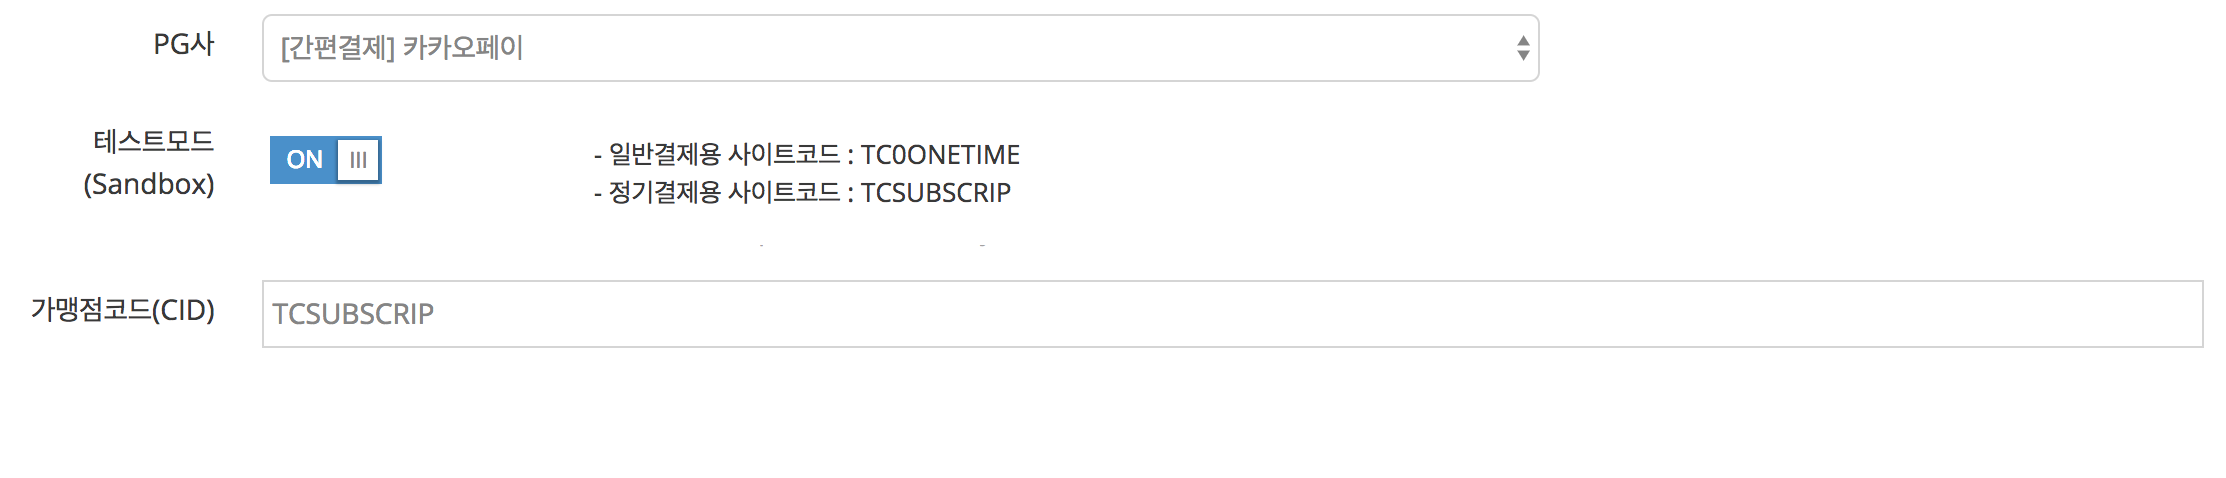 PG사
[간편결제] 카카오페이
테스트모드
(Sandbox)
ON
- 일반결제용 사이트코드 : TC0ONETIME
- 정기결제용 사이트코드 : TCSUBSCRIP
가맹점코드(CID)
TCSUBSCRIP